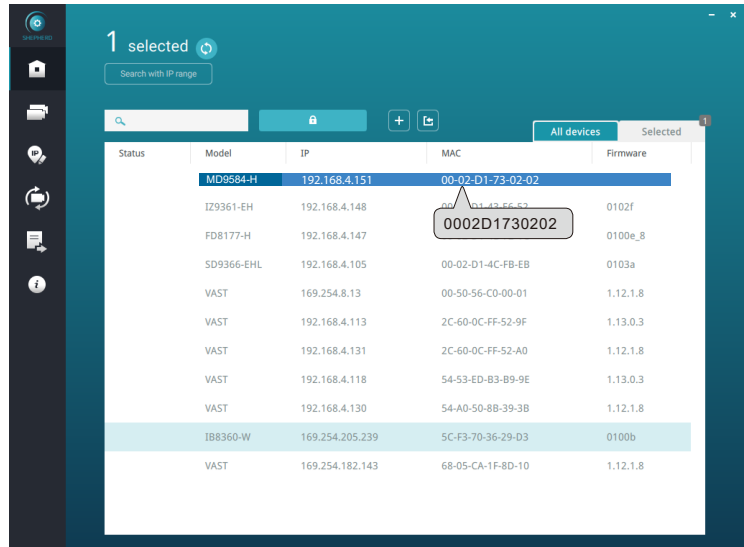 SHEPHERD
1 selected
Search with IP range
All devices Selected 1
Status Model IP MAC Firmware
MD9584-H 192.168.4.151 00-02-D1-73-02-02
IZ9361-EH 192.168.4.148 0102f
0002D1730202
FD8177-H 192.168.4.147 0100e_8
SD9366-EHL 192.168.4.105 00-02-D1-4C-FB-EB 0103a
VAST 169.254.8.13 00-50-56-C0-00-01 1.12.1.8
VAST 192.168.4.113 2C-60-0C-FF-52-9F 1.13.0.3
VAST 192.168.4.131 2C-60-0C-FF-52-A0 1.12.1.8
VAST 192.168.4.118 54-53-ED-B3-B9-9E 1.13.0.3
VAST 192.168.4.130 54-A0-50-8B-39-3B 1.12.1.8
IB8360-W 169.254.205.239 5C-F3-70-36-29-D3 0100b
VAST 169.254.182.143 68-05-CA-1F-8D-10 1.12.1.8
IP